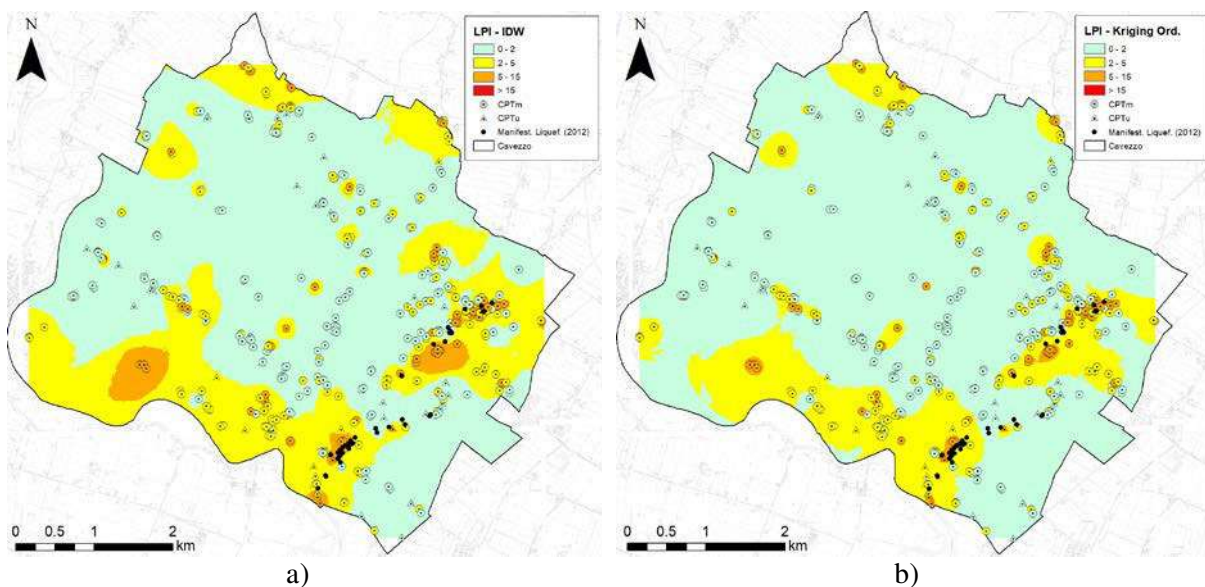 N
LPI - IDW
0 - 2
2 - 5
5 - 15
> 15
CPTm
CPTu
Manifest. Liquef. (2012)
Cavezzo
0 0.5 1 2
km
a)
N
LPI - Kriging Ord.
0 - 2
2 - 5
5 - 15
> 15
CPTm
CPTu
Manifest. Liquef. (2012)
Cavezzo
0 0.5 1 2
km
b)